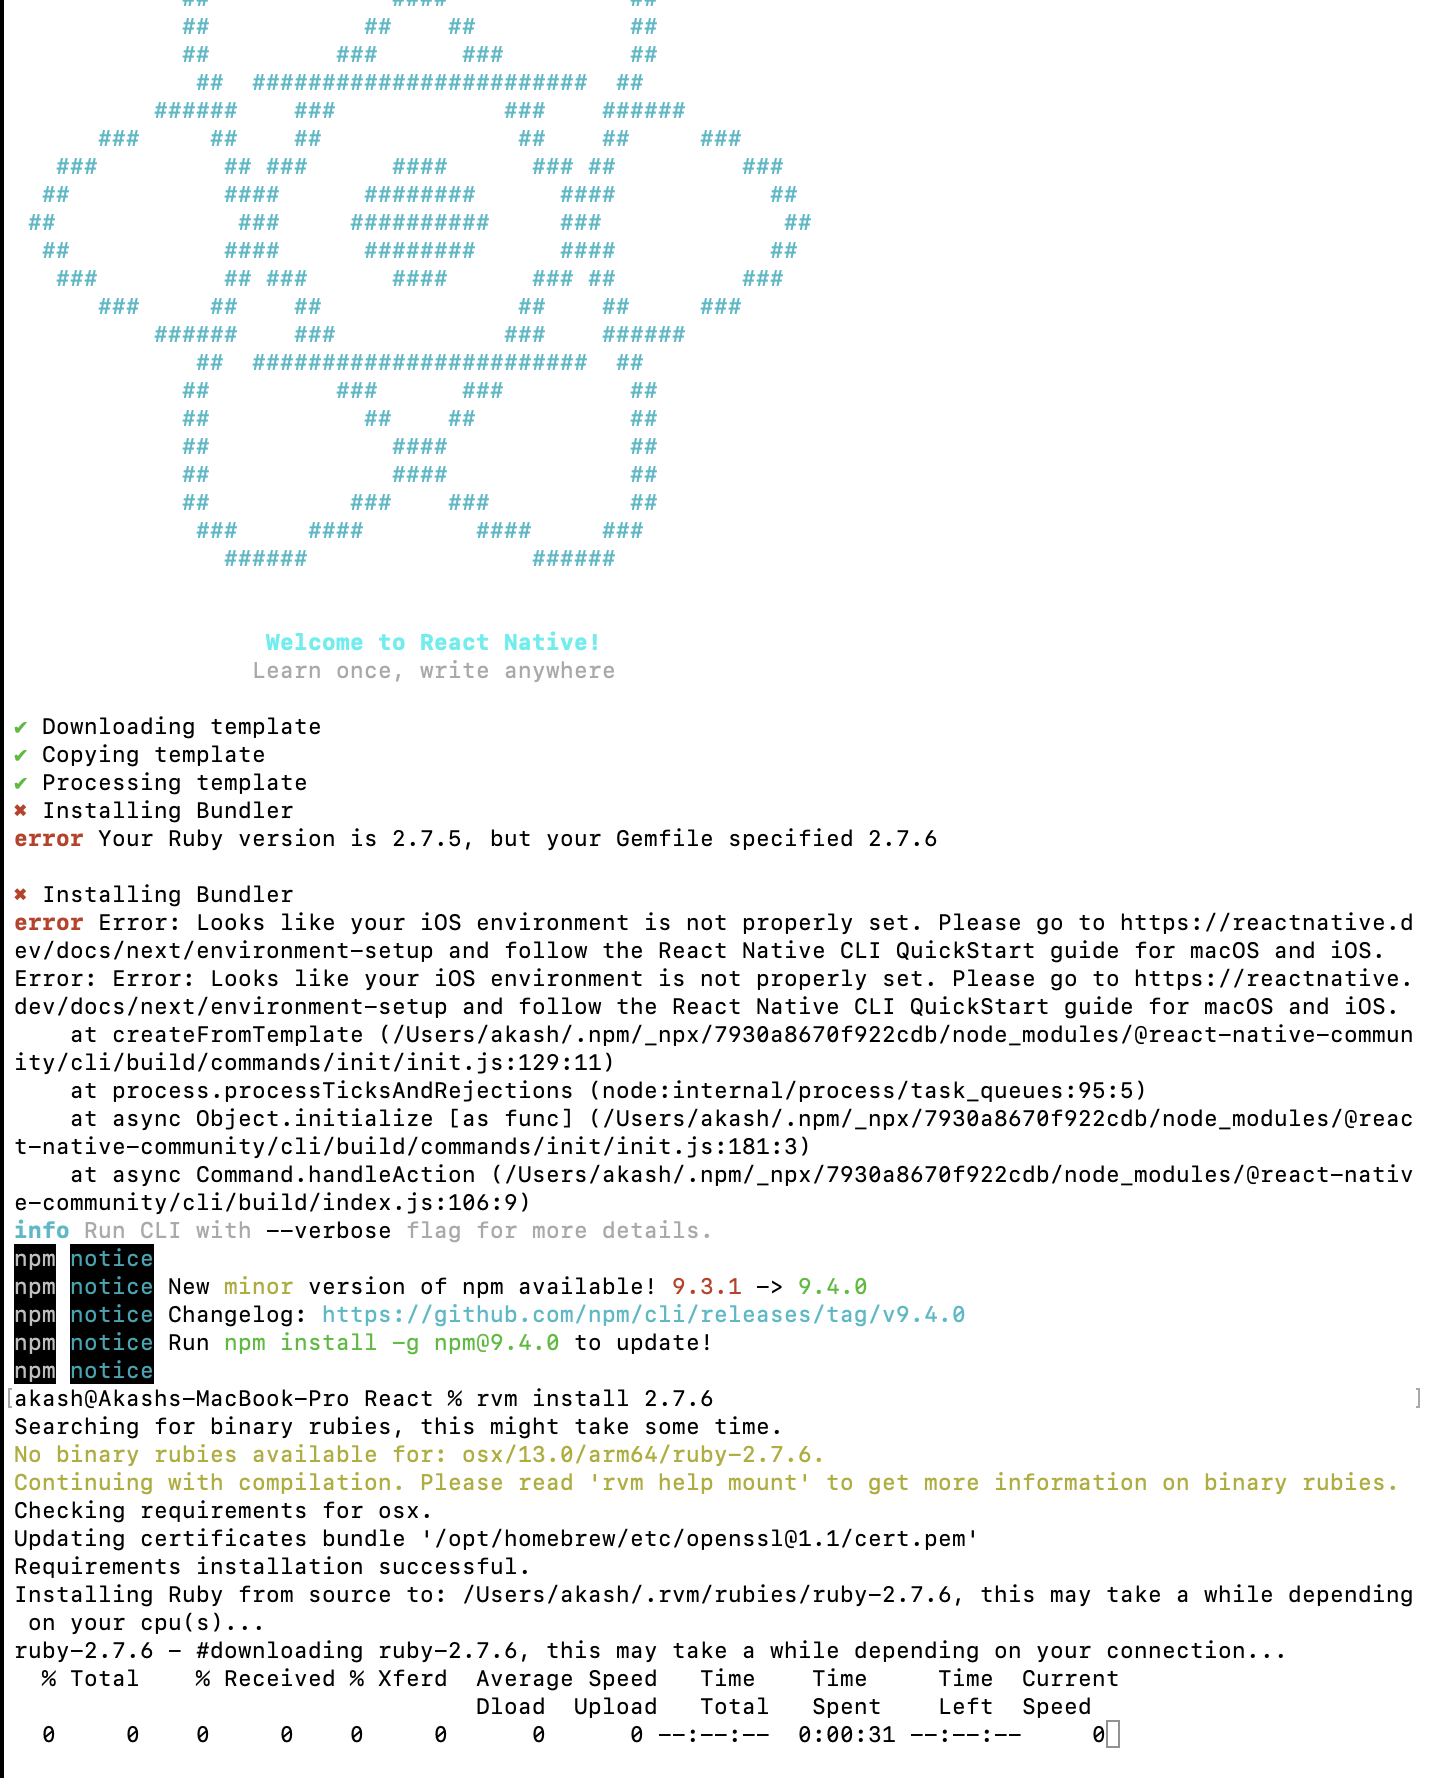 ##             ####             ##
            ##           ##    ##           ##
            ##         ###      ###         ##
             ##  ########################  ##
          ######    ###            ###    ######
      ###     ##    ##              ##    ##     ###
   ###         ## ###      ####      ### ##         ###
  ##           ####      ########      ####           ##
 ##             ###     ##########     ###             ##
  ##           ####      ########      ####           ##
   ###         ## ###      ####      ### ##         ###
      ###     ##    ##              ##    ##     ###
          ######    ###            ###    ######
             ##  ########################  ##
            ##         ###      ###         ##
            ##           ##    ##           ##
            ##             ####             ##
            ##             ####             ##
            ##          ###    ###          ##
             ###     ####        ####     ###
               ######                ######
Welcome to React Native!
Learn once, write anywhere
✔ Downloading template
✔ Copying template
✔ Processing template
✖ Installing Bundler
error Your Ruby version is 2.7.5, but your Gemfile specified 2.7.6
✖ Installing Bundler
error Error: Looks like your iOS environment is not properly set. Please go to https://reactnative.d
ev/docs/next/environment-setup and follow the React Native CLI QuickStart guide for macOS and iOS.
Error: Error: Looks like your iOS environment is not properly set. Please go to https://reactnative.
dev/docs/next/environment-setup and follow the React Native CLI QuickStart guide for macOS and iOS.
    at createFromTemplate (/Users/akash/.npm/_npx/7930a8670f922cdb/node_modules/@react-native-commun
ity/cli/build/commands/init/init.js:129:11)
    at process.processTicksAndRejections (node:internal/process/task_queues:95:5)
    at async Object.initialize [as func] (/Users/akash/.npm/_npx/7930a8670f922cdb/node_modules/@reac
t-native-community/cli/build/commands/init/init.js:181:3)
    at async Command.handleAction (/Users/akash/.npm/_npx/7930a8670f922cdb/node_modules/@react-nativ
e-community/cli/build/index.js:106:9)
info Run CLI with --verbose flag for more details.
npm notice
npm notice New minor version of npm available! 9.3.1 -> 9.4.0
npm notice Changelog: https://github.com/npm/cli/releases/tag/v9.4.0
npm notice Run npm install -g npm@9.4.0 to update!
npm notice
[akash@Akashs-MacBook-Pro React % rvm install 2.7.6 ]
Searching for binary rubies, this might take some time.
No binary rubies available for: osx/13.0/arm64/ruby-2.7.6.
Continuing with compilation. Please read 'rvm help mount' to get more information on binary rubies.
Checking requirements for osx.
Updating certificates bundle '/opt/homebrew/etc/openssl@1.1/cert.pem'
Requirements installation successful.
Installing Ruby from source to: /Users/akash/.rvm/rubies/ruby-2.7.6, this may take a while depending
 on your cpu(s)...
ruby-2.7.6 - #downloading ruby-2.7.6, this may take a while depending on your connection...
  % Total    % Received % Xferd  Average Speed   Time    Time     Time  Current
                                 Dload  Upload   Total   Spent    Left  Speed
  0     0    0     0    0     0      0      0 --:--:--  0:00:31 --:--:--     0